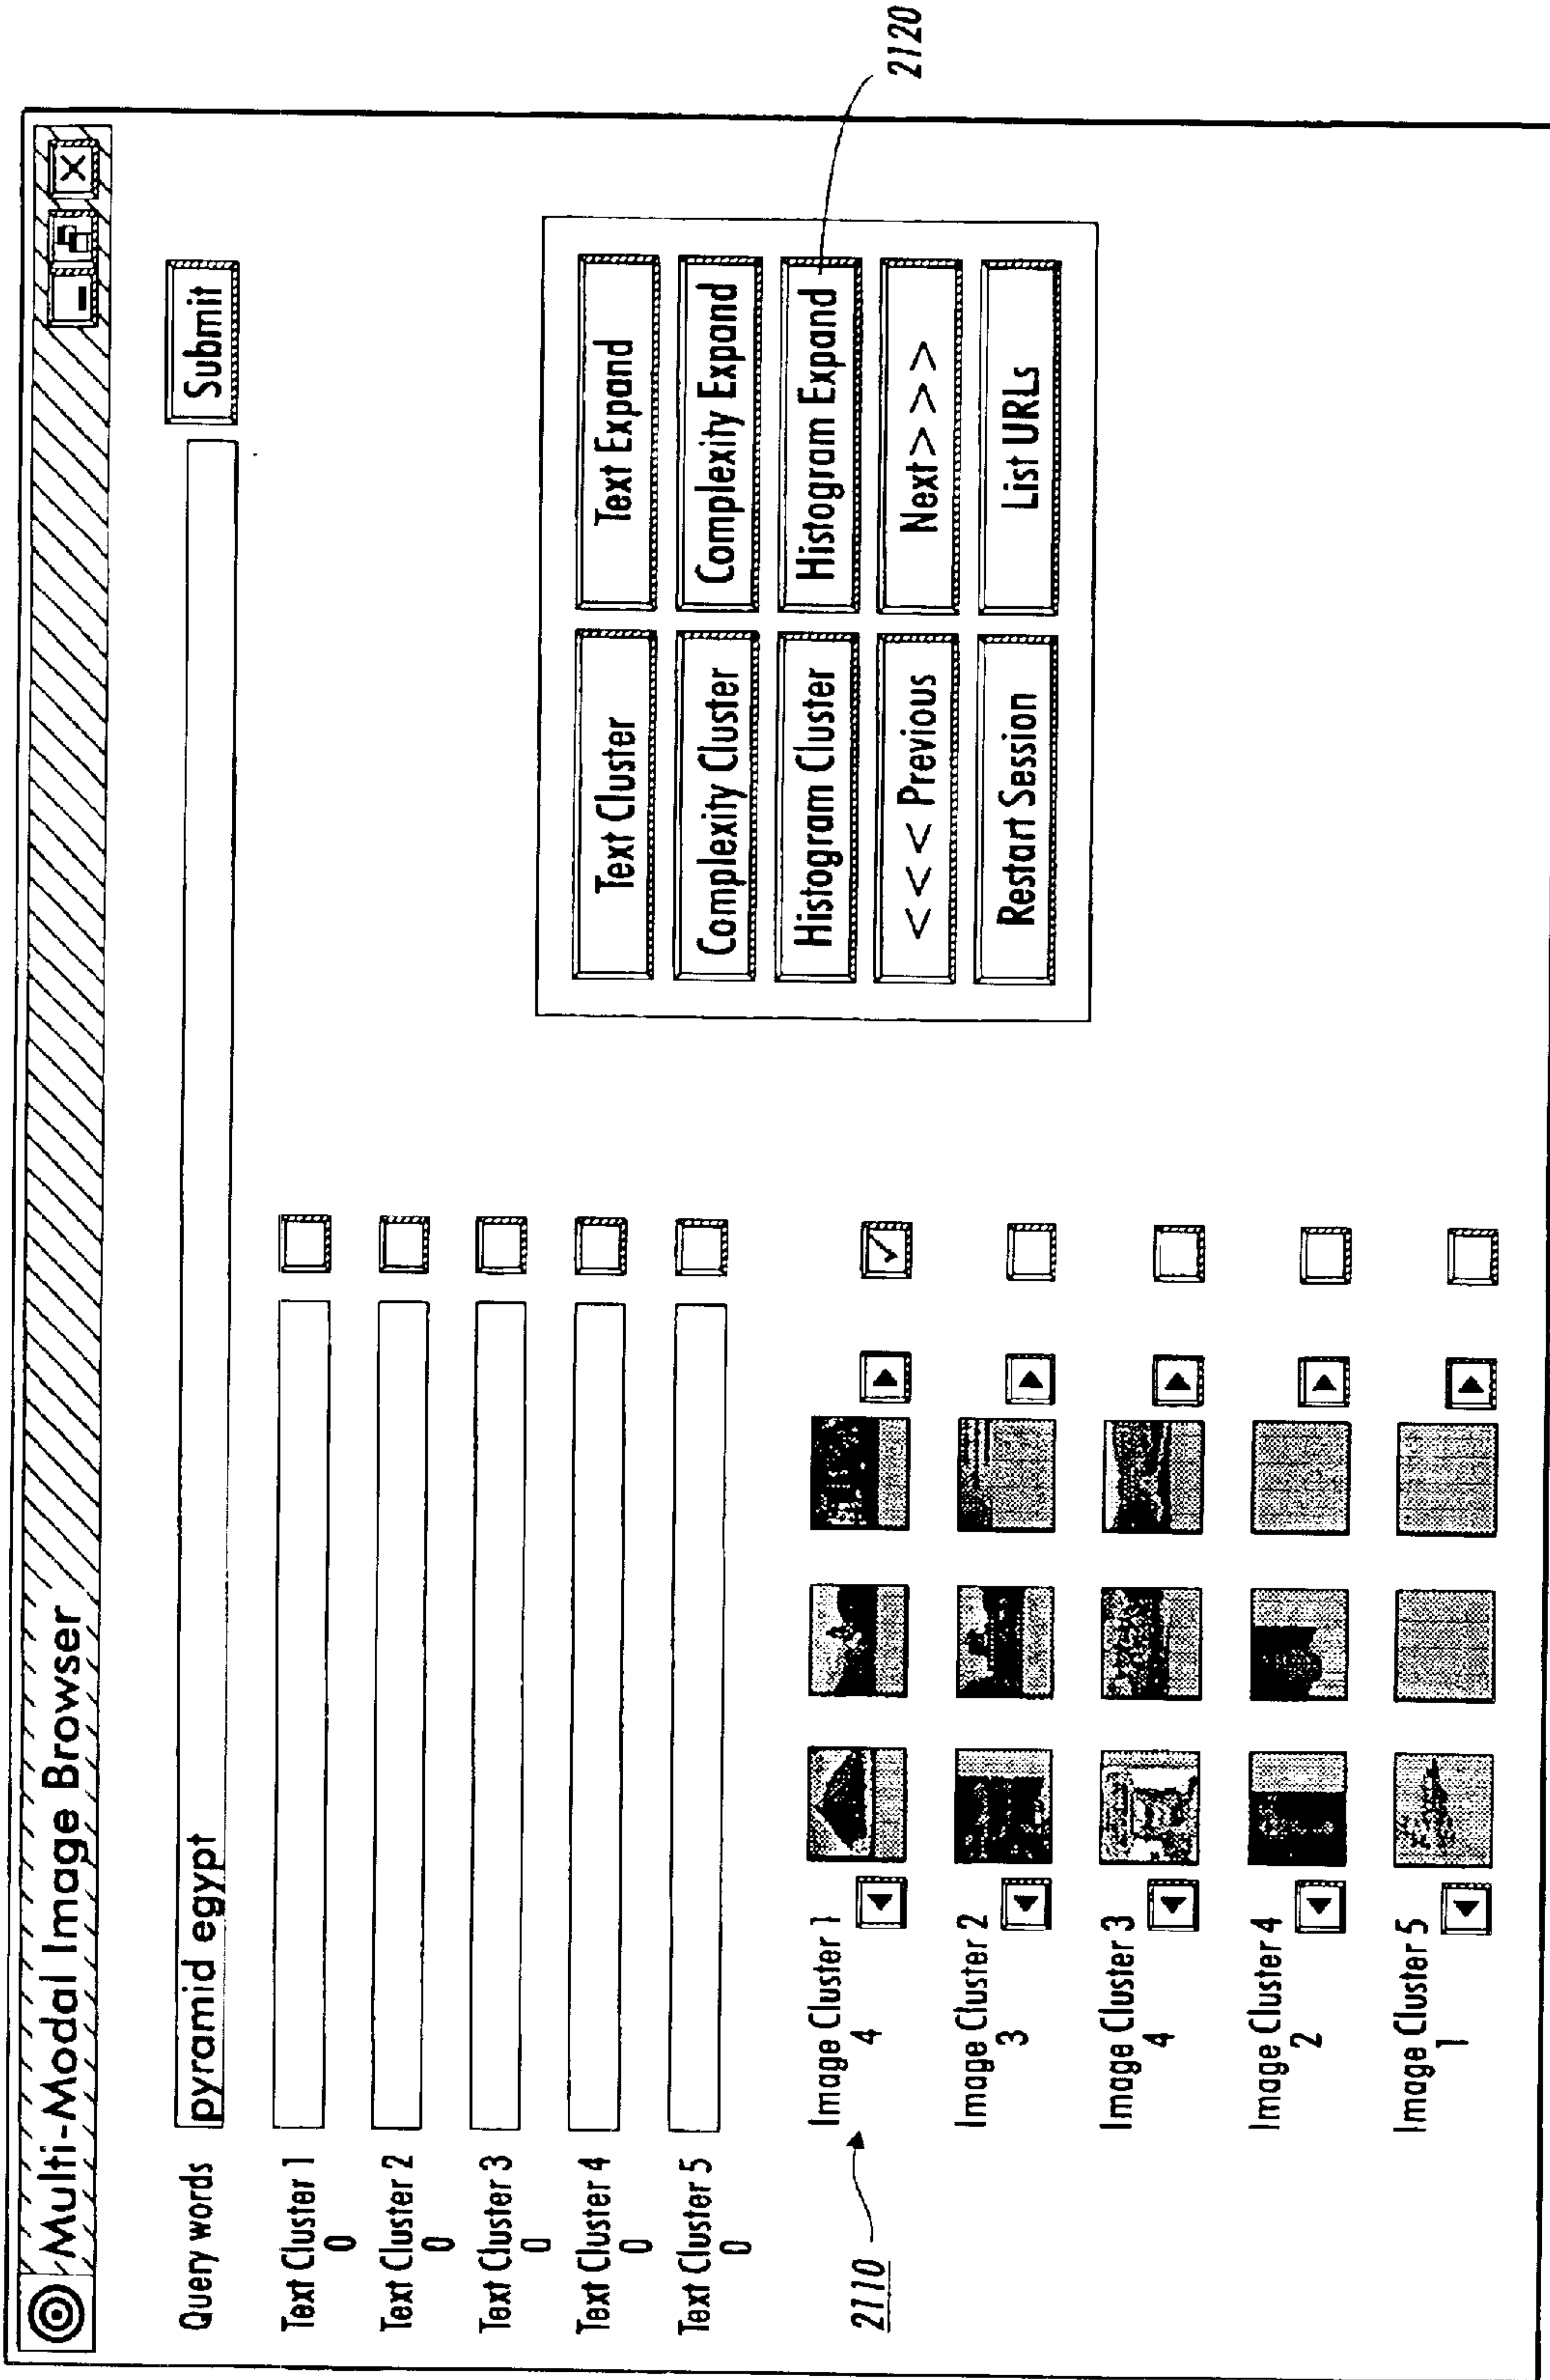 Multi-Modal Image Browser
Query words pyramid egypt Submit
Text Cluster 1
0
Text Cluster 2
0
Text Cluster 3
0
Text Cluster 4
0
Text Cluster 5
0
Text Cluster Text Expand
Complexity Cluster Complexity Expand
Histogram Cluster Histogram Expand
2120
<<< Previous Next>>>
Restart Session List URLs
2110
Image Cluster 1
4
Image Cluster 2
3
Image Cluster 3
4
Image Cluster 4
2
Image Cluster 5
1